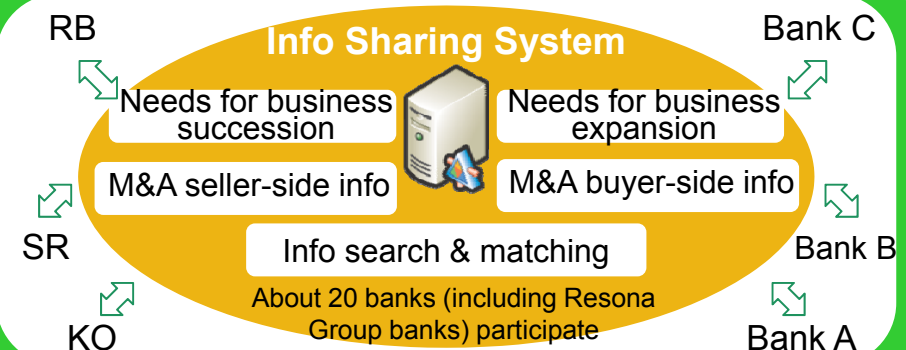 RB
Info Sharing System
Bank C
Needs for business
succession
Needs for business
expansion
M&A seller-side info
M&A buyer-side info
SR
Info search & matching
Bank B
About 20 banks (including Resona
Group banks) participate
KO
Bank A